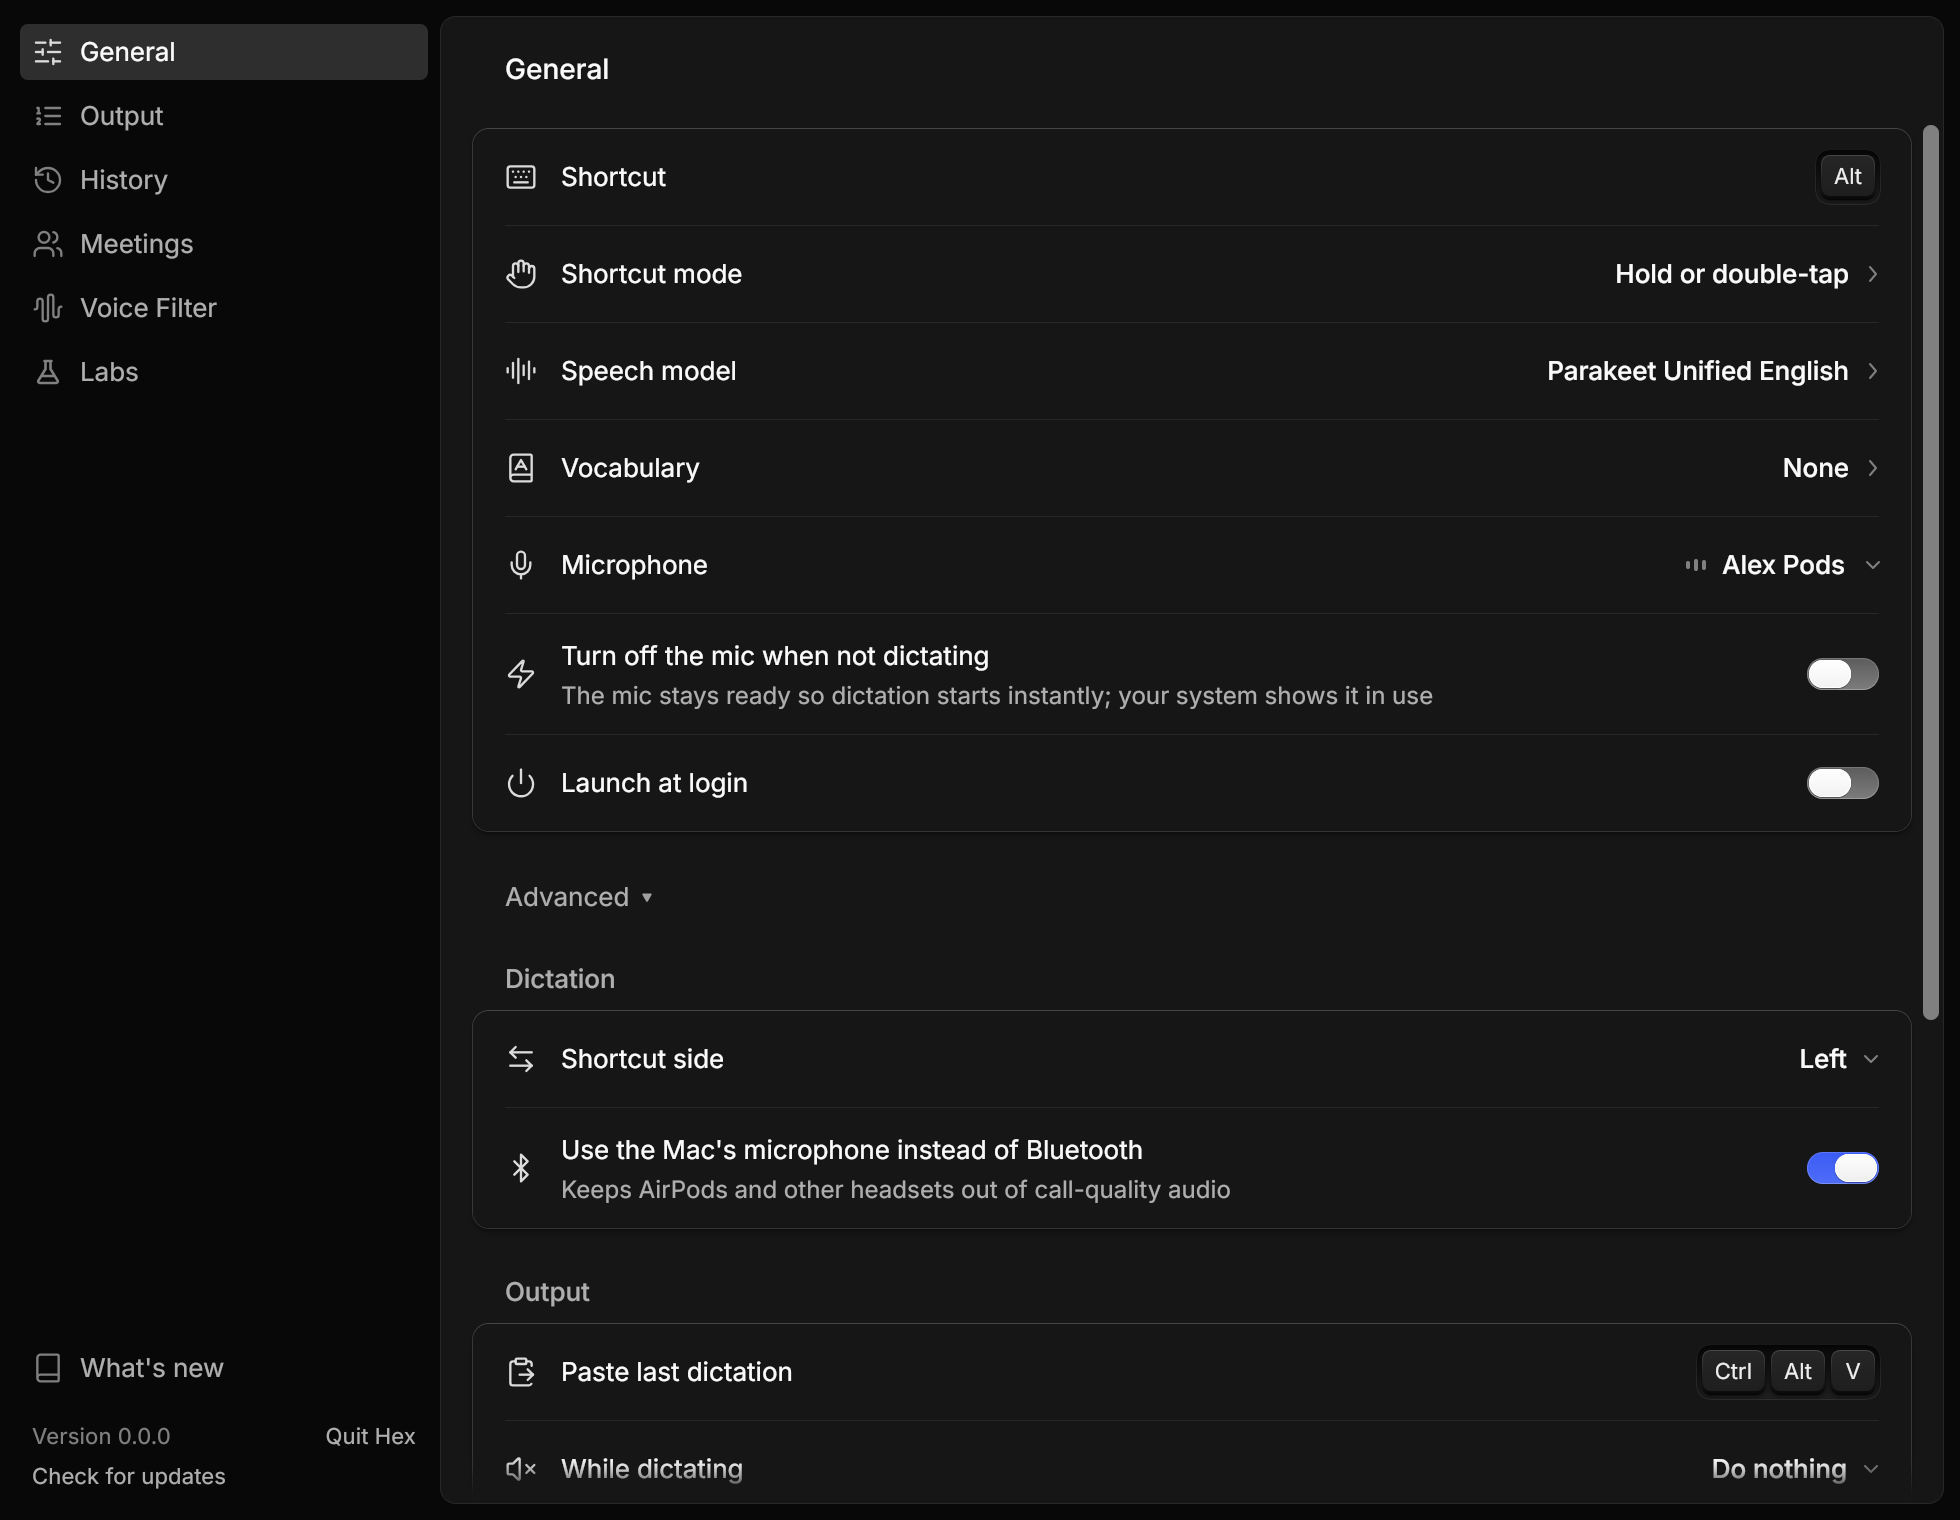 General
Output
History
Meetings
Voice Filter
Labs
What's new
Version 0.0.0
Quit Hex
Check for updates
General
Shortcut
Alt
Shortcut mode
Hold or double-tap
Speech model
Parakeet Unified English
Vocabulary
None
Microphone
Alex Pods
Turn off the mic when not dictating
The mic stays ready so dictation starts instantly; your system shows it in use
Launch at login
Advanced
Dictation
Shortcut side
Left
Use the Mac's microphone instead of Bluetooth
Keeps AirPods and other headsets out of call-quality audio
Output
Paste last dictation
Ctrl Alt V
While dictating
Do nothing